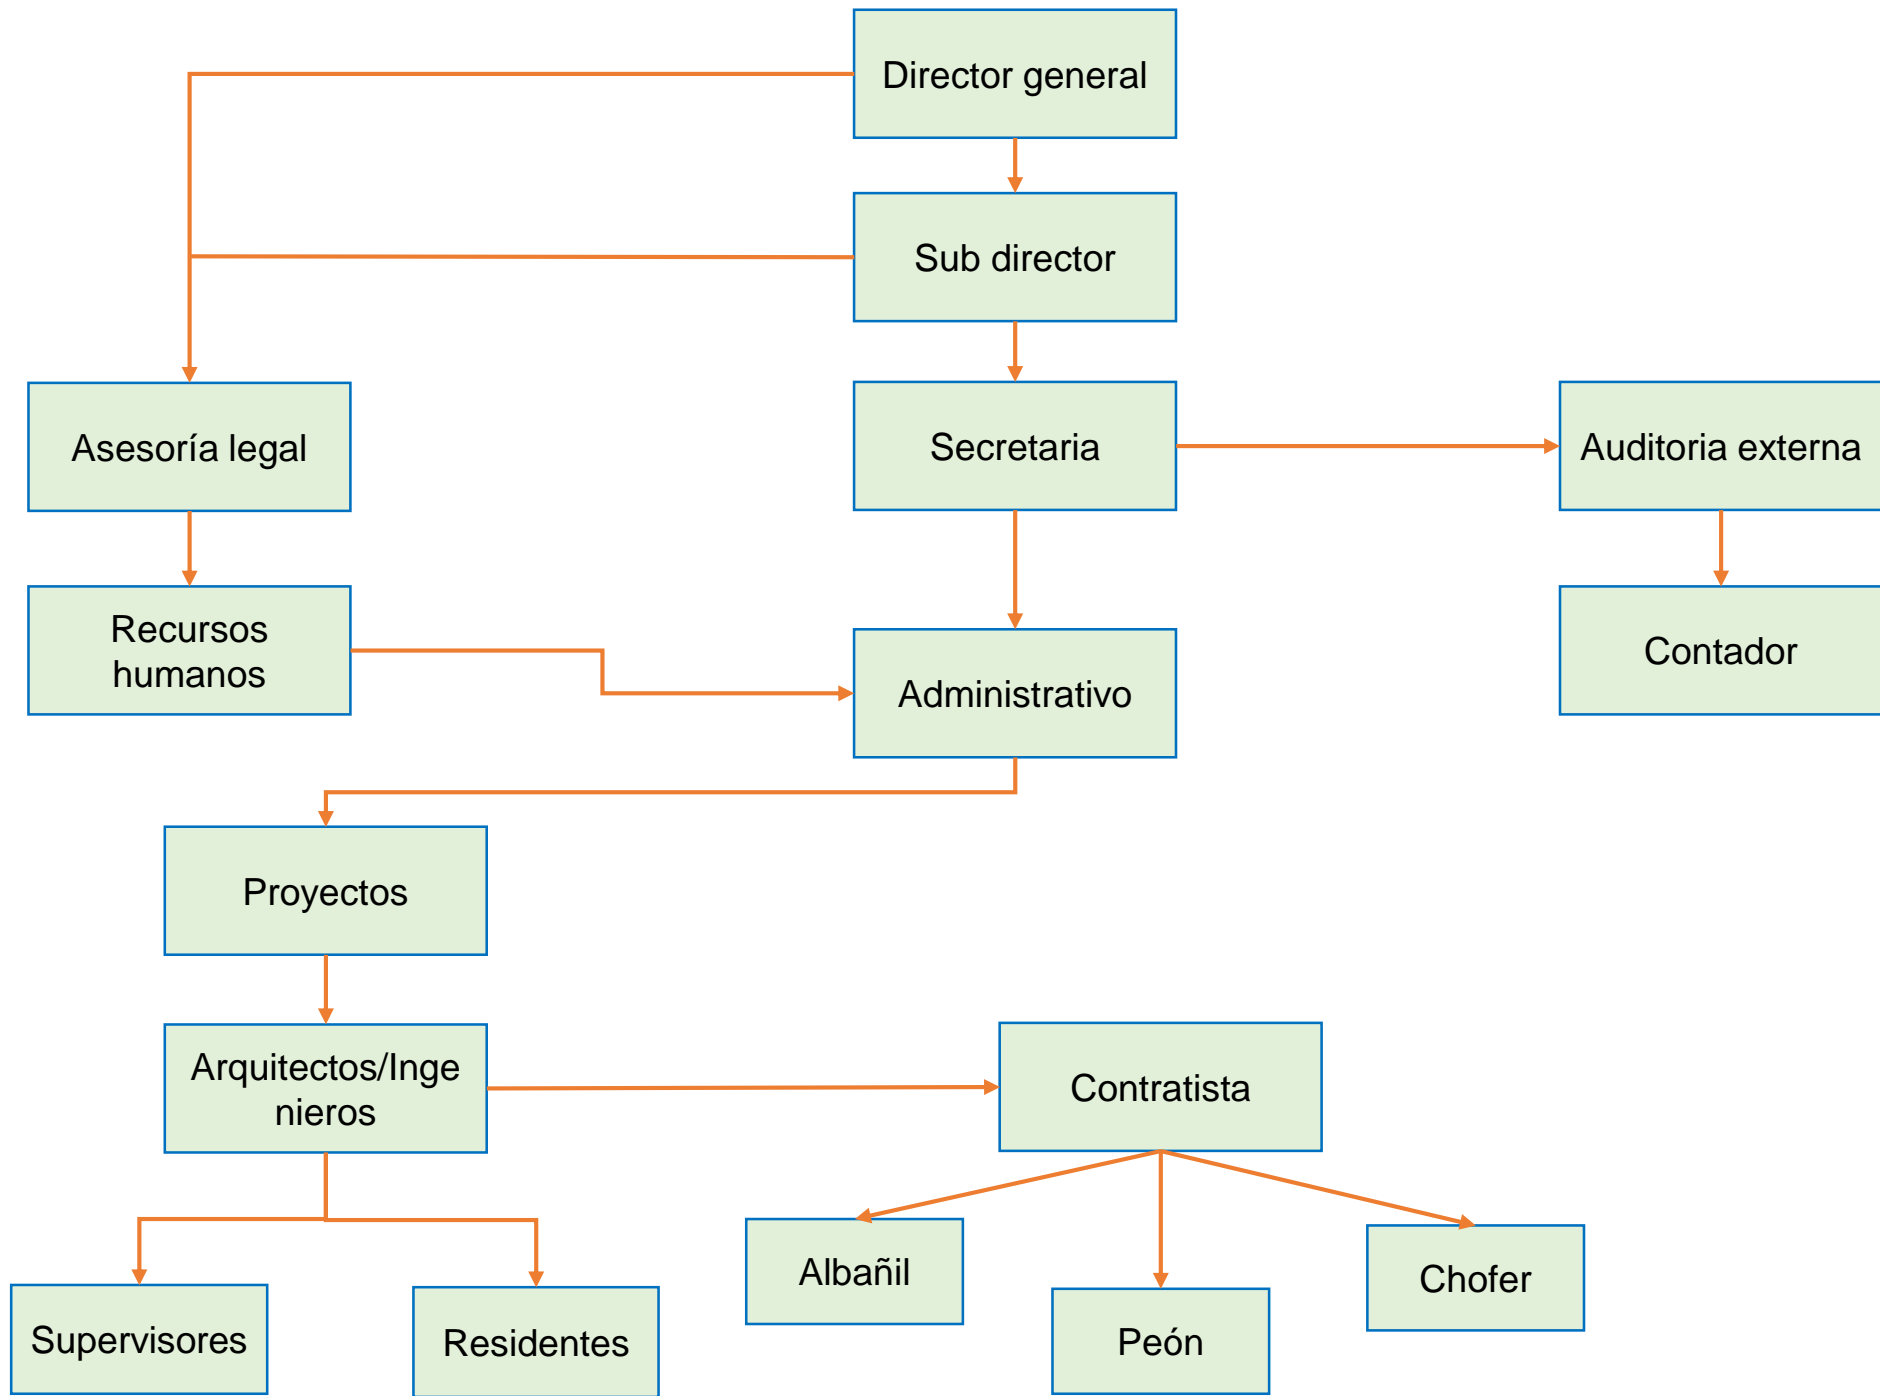 Director general
Sub director
Asesoría legal
Secretaria
Auditoria externa
Recursos
humanos
Administrativo
Contador
Proyectos
Arquitectos/Inge
nieros
Contratista
Albañil
Chofer
Supervisores
Residentes
Peón